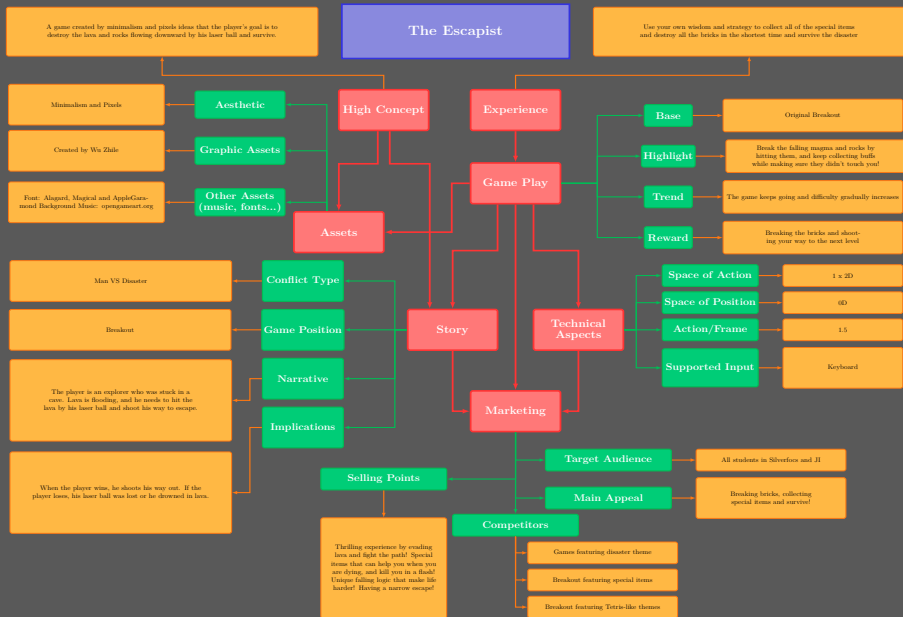 A game created by minimalism and pixels ideas that the player's goal is to
destroy the lava and rocks flowing downward by his laser ball and survive.
The Escapist
Use your own wisdom and strategy to collect all of the special items
and destroy all the bricks in the shortest time and survive the disaster
High Concept
Experience
Minimalism and Pixels
Aesthetic
Created by Wu Zhile
Graphic Assets
Font: Alagard, Magical and AppleGara-
mond Background Music: opengameart.org
Other Assets
(music, fonts...)
Assets
Game Play
Base
Original Breakout
Highlight
Break the falling magma and rocks by
hitting them, and keep collecting buffs
while making sure they didn't touch you!
Trend
The game keeps going and difficulty gradually increases
Reward
Breaking the bricks and shoot-
ing your way to the next level
Man VS Disaster
Conflict Type
Breakout
Game Position
The player is an explorer who was stuck in a
cave. Lava is flooding, and he needs to hit the
lava by his laser ball and shoot his way to escape.
Narrative
When the player wins, he shoots his way out. If the
player loses, his laser ball was lost or he drowned in lava.
Implications
Story
Technical
Aspects
Space of Action
1 x 2D
Space of Position
0D
Action/Frame
1.5
Supported Input
Keyboard
Marketing
Target Audience
All students in Silverfocs and JI
Main Appeal
Breaking bricks, collecting
special items and survive!
Selling Points
Thrilling experience by evading
lava and fight the path! Special
items that can help you when you
are dying, and kill you in a flash!
Unique falling logic that make life
harder! Having a narrow escape!
Competitors
Games featuring disaster theme
Breakout featuring special items
Breakout featuring Tetris-like themes